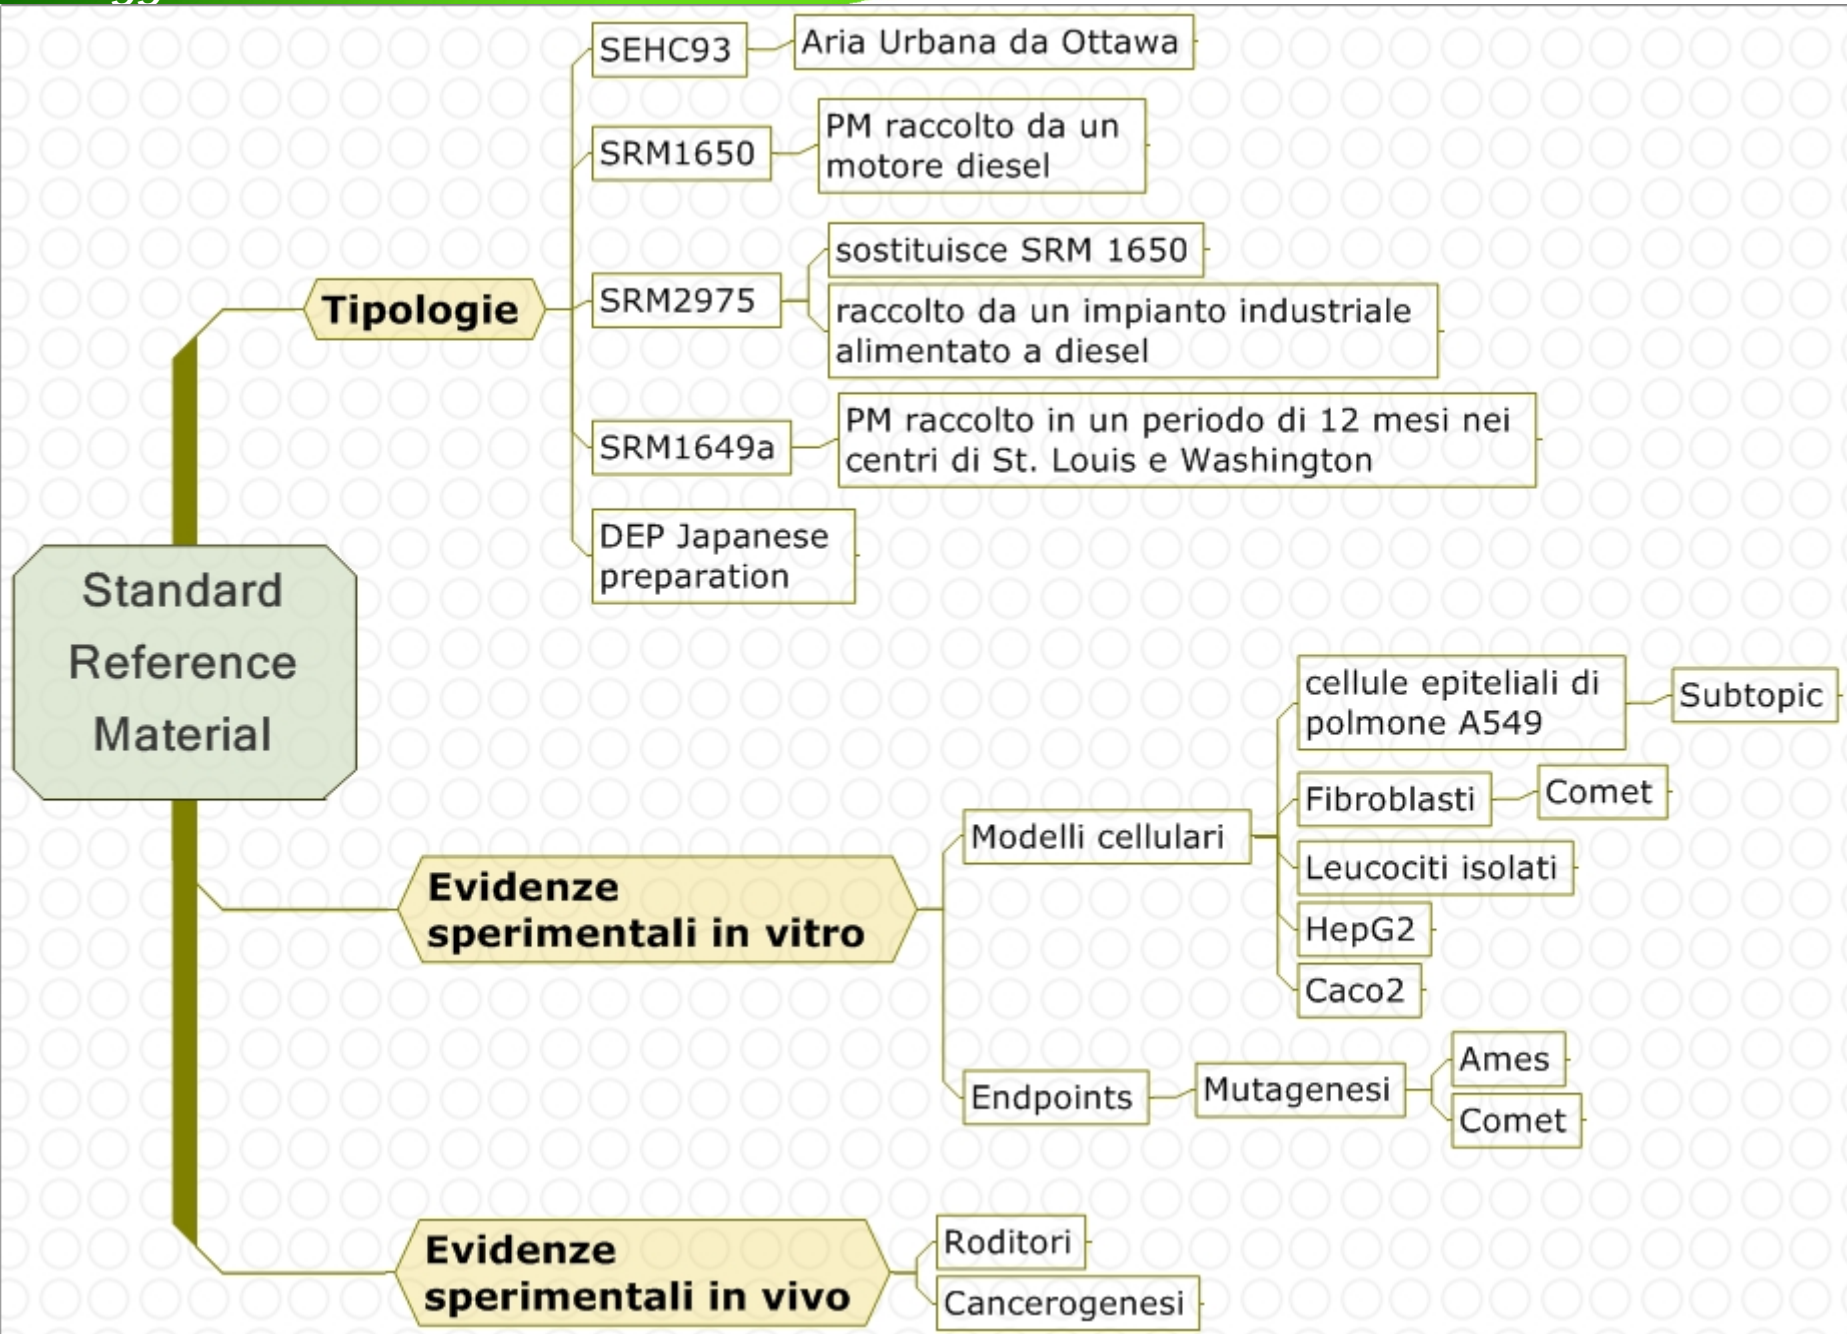 SEHC93
Aria Urbana da Ottawa
SRM1650
PM raccolto da un
motore diesel
Tipologie
SRM2975
sostituisce SRM 1650
raccolto da un impianto industriale
alimentato a diesel
SRM1649a
PM raccolto in un periodo di 12 mesi nei
centri di St. Louis e Washington
DEP Japanese
preparation
Standard
Reference
Material
Evidenze
sperimentali in vitro
Modelli cellulari
cellule epiteliali di
polmone A549
Subtopic
Fibroblasti
Comet
Leucociti isolati
HepG2
Caco2
Endpoints
Mutagenesi
Ames
Comet
Evidenze
sperimentali in vivo
Roditori
Cancerogenesi